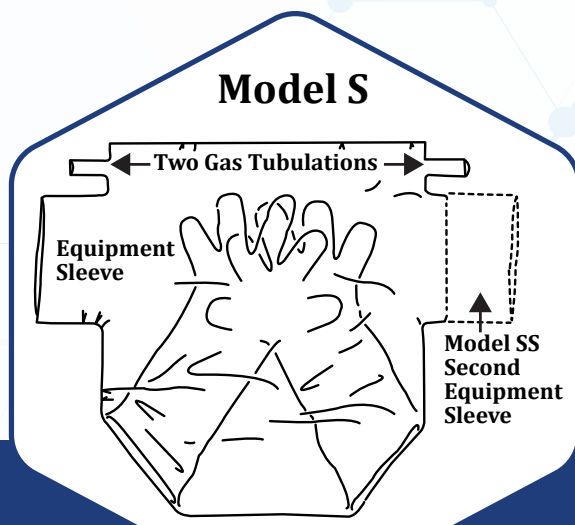 Model S
Two Gas Tubulations
Equipment
Sleeve
Model SS
Second
Equipment
Sleeve